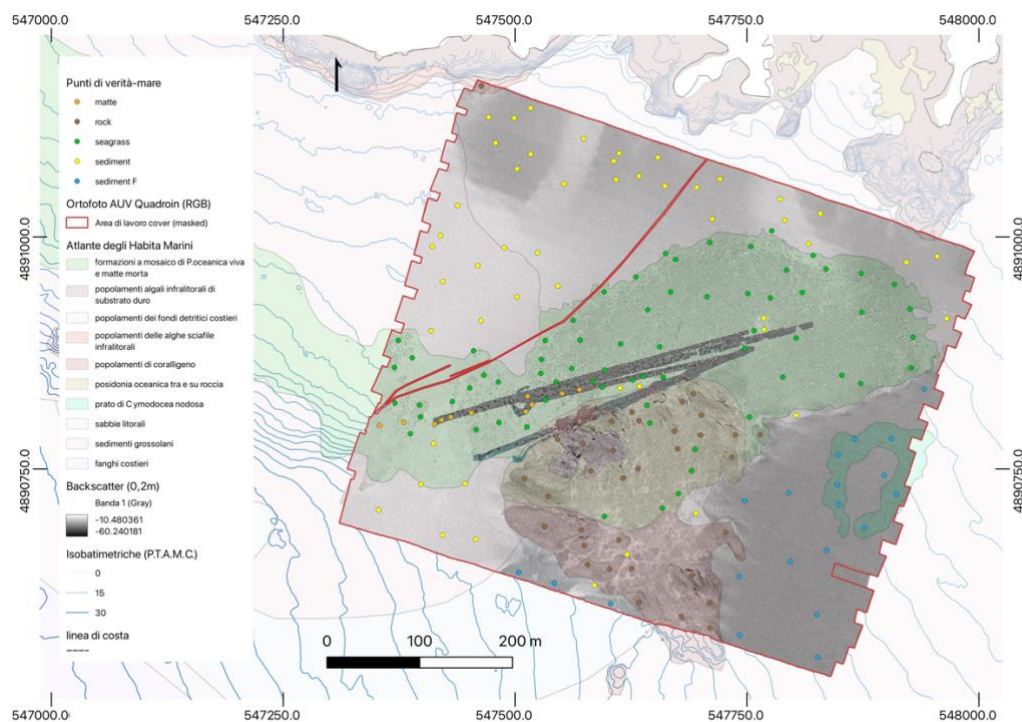 547000.0 547250.0 547500.0 547750.0 548000.0
Punti di verità-mare
matte
rock
seagrass
sediment
sediment F
Ortofoto AUV Quadroin (RGB)
Area di lavoro cover (masked)
Atlante degli Habita Marini
formazioni a mosaico di P.oceanica viva
e matte morta
popolamenti algali infralitorali di
substrato duro
popolamenti dei fondi detritici costieri
popolamenti delle alghe sciafile
infralitorali
popolamenti di coralligeno
posidonia oceanica tra e su roccia
prato di C ymodocea nodosa
sabbie litorali
sedimenti grossolani
fanghi costieri
Backscatter (0,2m)
Banda 1 (Gray)
-10.480361
-60.240181
Isobatimetriche (P.T.A.M.C.)
0
15
30
linea di costa
4891000.0
4890750.0
4891000.0
4890750.0
0 100 200 m
547000.0 547250.0 547500.0 547750.0 548000.0